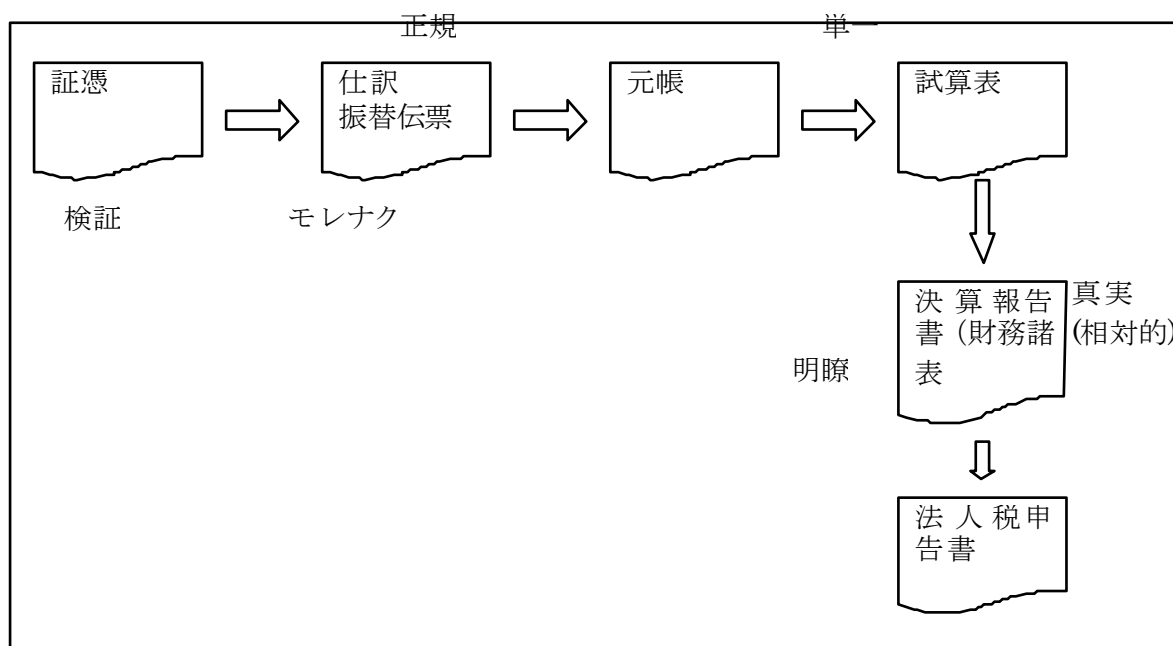 正規
単一
証憑
仕訳
振替伝票
元帳
試算表
検証
モレナク
決算報告
書（財務諸
表
真実
(相対的)
明瞭
法人税申
告書